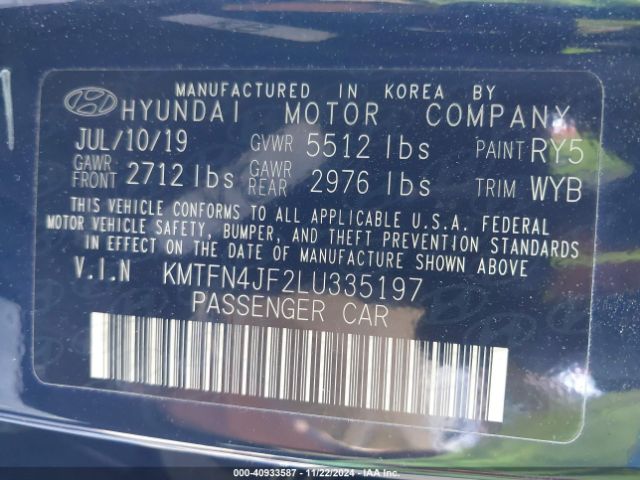 MANUFACTURED IN KOREA BY
HYUNDAI MOTOR COMPANY
JUL/10/19 GVWR 5512 lbs PAINT RY5
GAWR FRONT 2712 lbs GAWR REAR 2976 lbs TRIM WYB
THIS VEHICLE CONFORMS TO ALL APPLICABLE U.S.A. FEDERAL
MOTOR VEHICLE SAFETY, BUMPER, AND THEFT PREVENTION STANDARDS
IN EFFECT ON THE DATE OF MANUFACTURE SHOWN ABOVE
V.I.N KMTFN4JF2LU335197
PASSENGER CAR
000-40933587 - 11/22/2024 - IAA Inc.